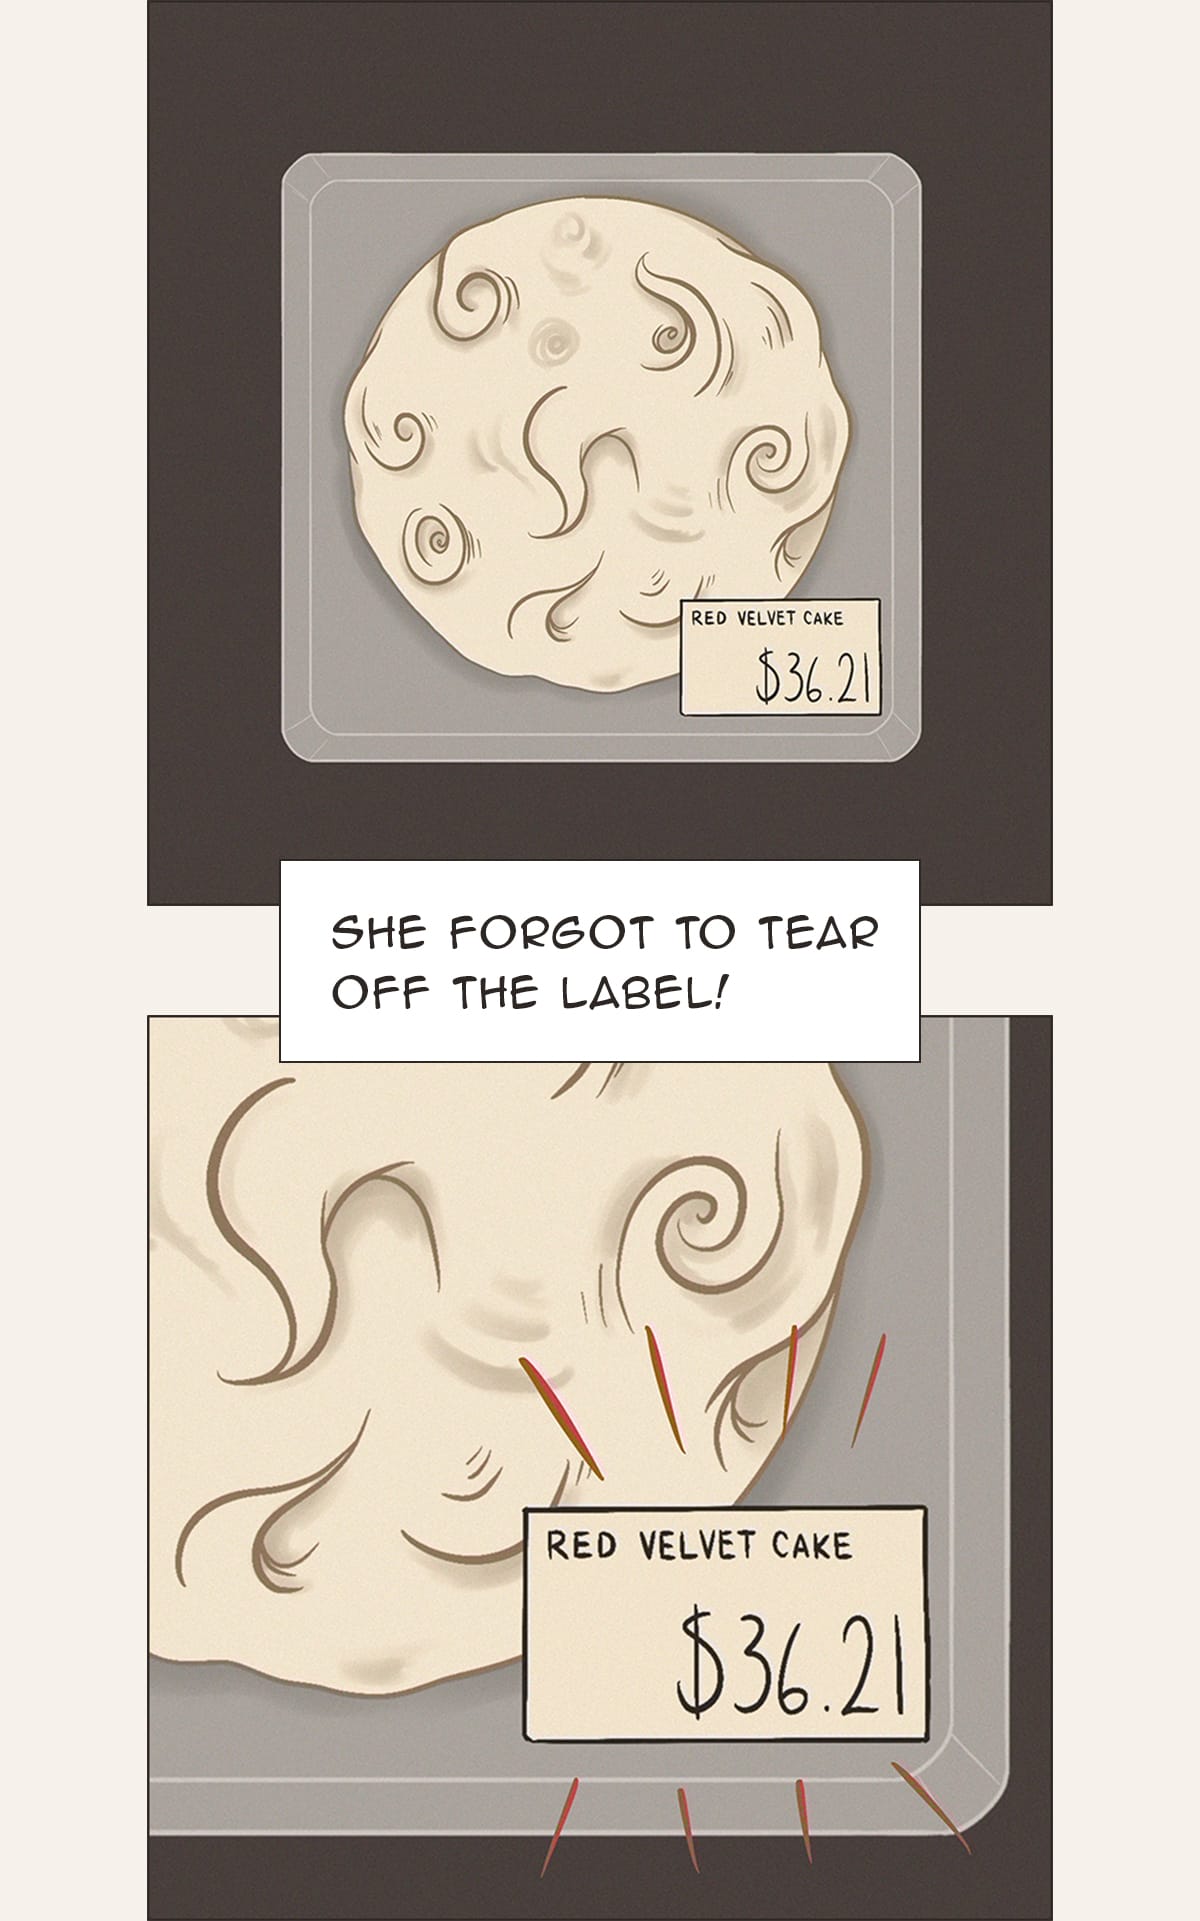 RED VELVET CAKE
$36.21
SHE FORGOT TO TEAR
OFF THE LABEL!
RED VELVET CAKE
$36.21